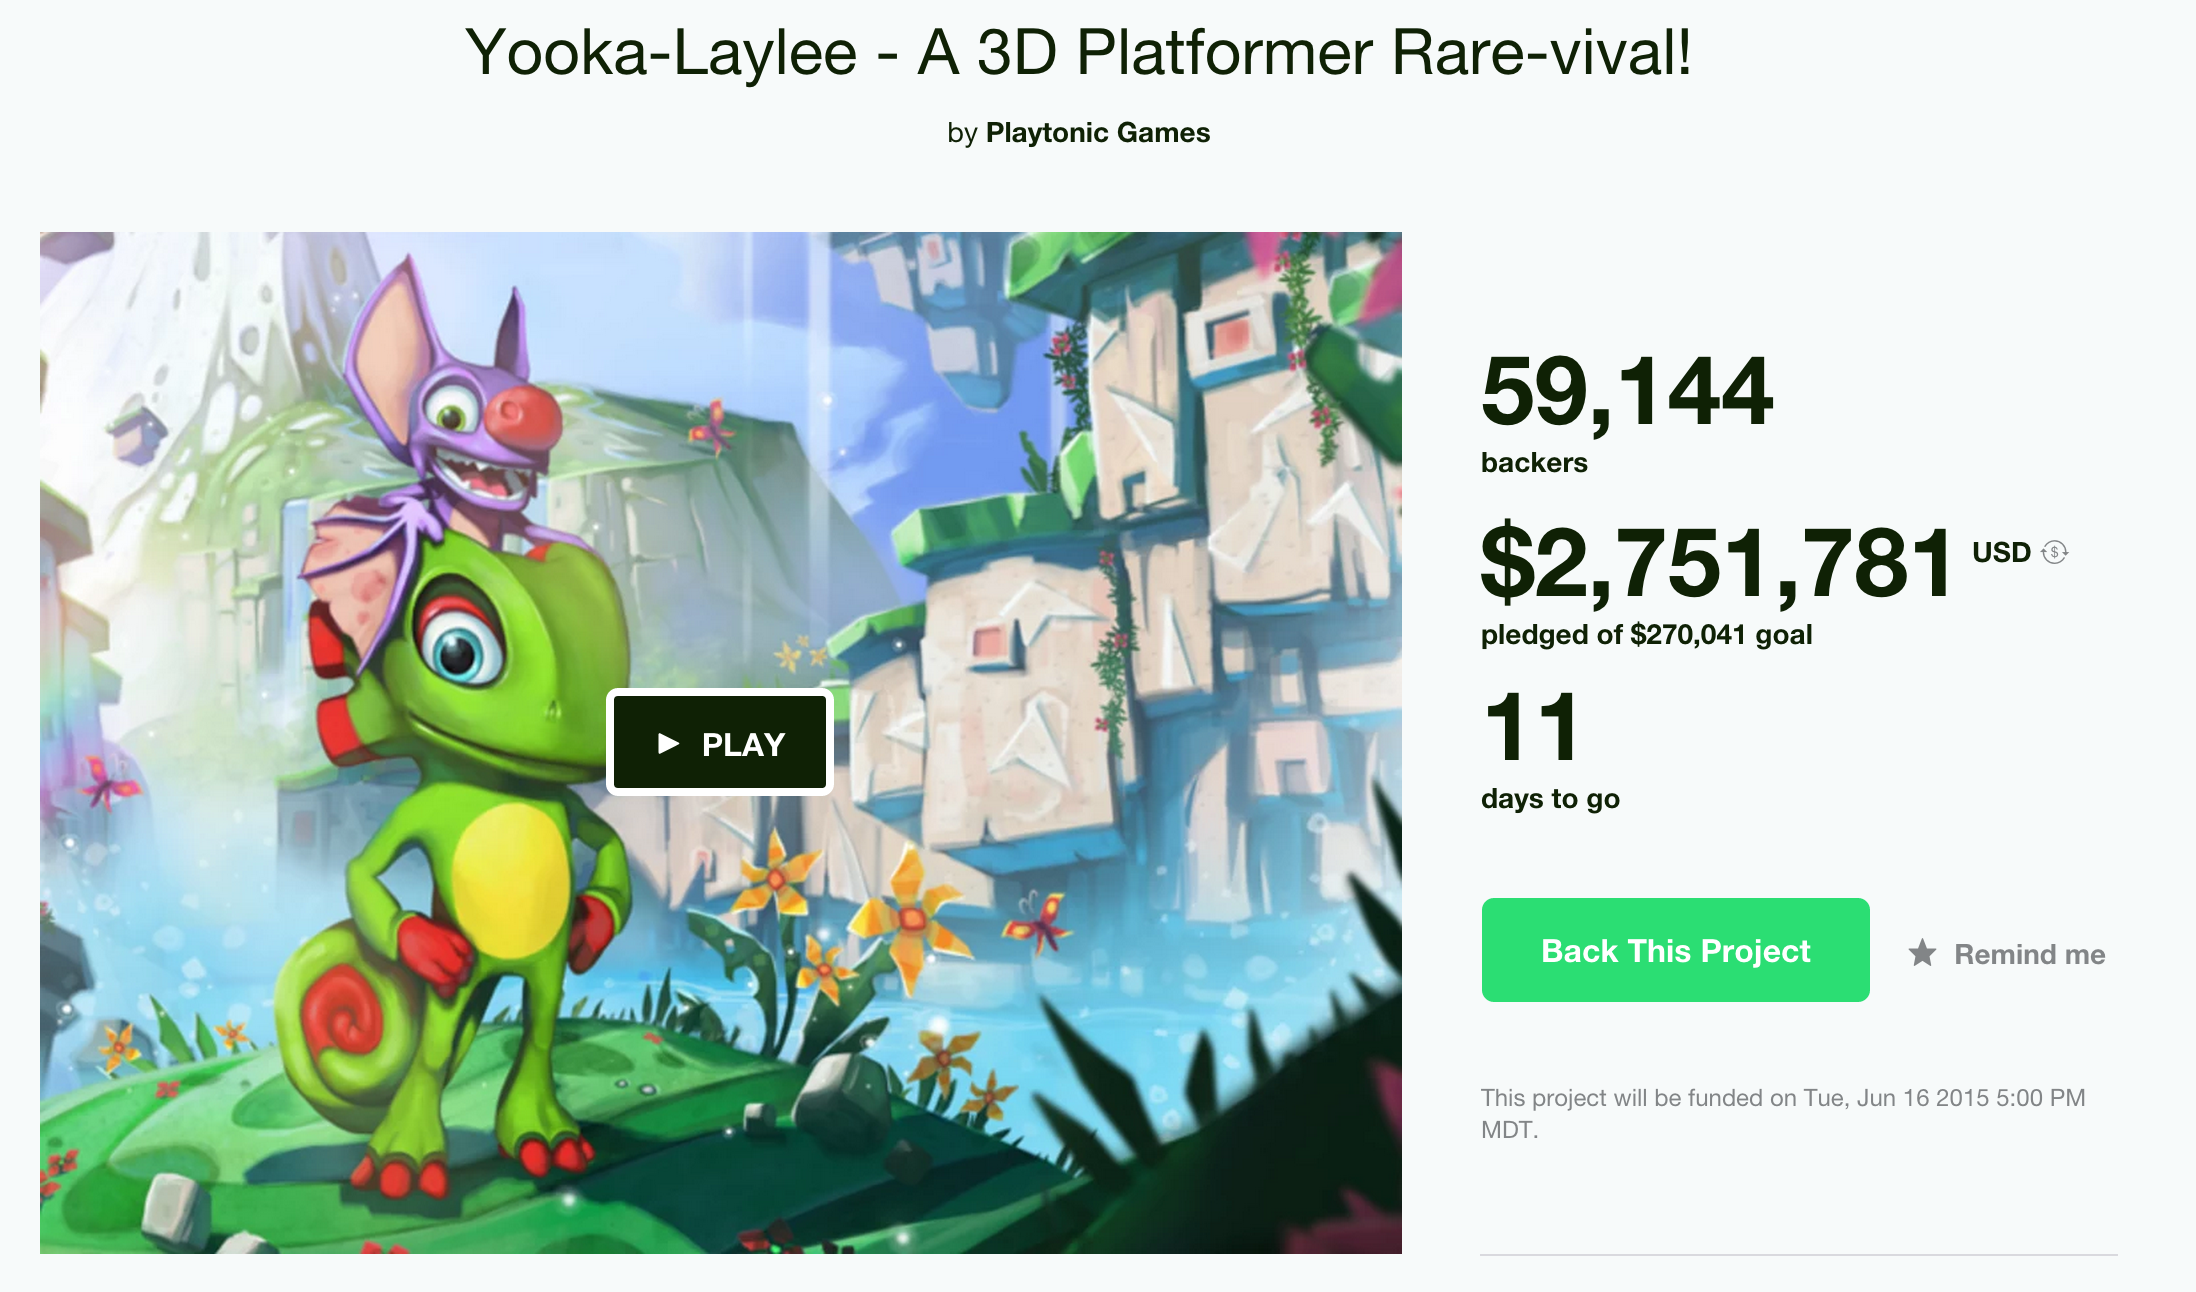 Yooka-Laylee - A 3D Platformer Rare-vival!
by Playtonic Games
PLAY
59,144
backers
$2,751,781 USD
pledged of $270,041 goal
11
days to go
Back This Project
Remind me
This project will be funded on Tue, Jun 16 2015 5:00 PM
MDT.